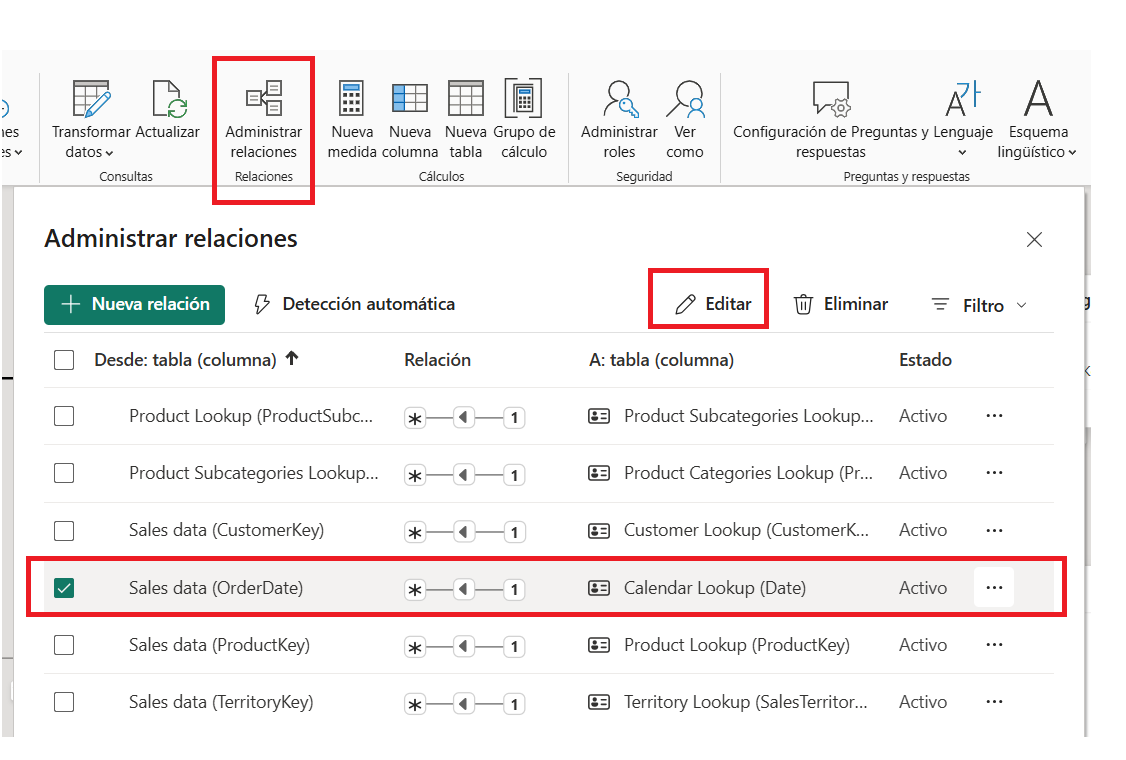 Transformar Actualizar Administrar Nueva Nueva Nueva Grupo de Administrar Ver Configuración de Preguntas y Lenguaje Esquema
datos relaciones medida columna tabla cálculo roles como respuestas lingüístico
Consultas Relaciones Cálculos Seguridad Preguntas y respuestas
Administrar relaciones
Nueva relación Detección automática Editar Eliminar Filtro
Desde: tabla (columna) ↑ Relación A: tabla (columna) Estado
Product Lookup (ProductSubc... * 1 Product Subcategories Lookup... Activo ...
Product Subcategories Lookup... * 1 Product Categories Lookup (Pr... Activo ...
Sales data (CustomerKey) * 1 Customer Lookup (CustomerK... Activo ...
Sales data (OrderDate) * 1 Calendar Lookup (Date) Activo ...
Sales data (ProductKey) * 1 Product Lookup (ProductKey) Activo ...
Sales data (TerritoryKey) * 1 Territory Lookup (SalesTerritor... Activo ...